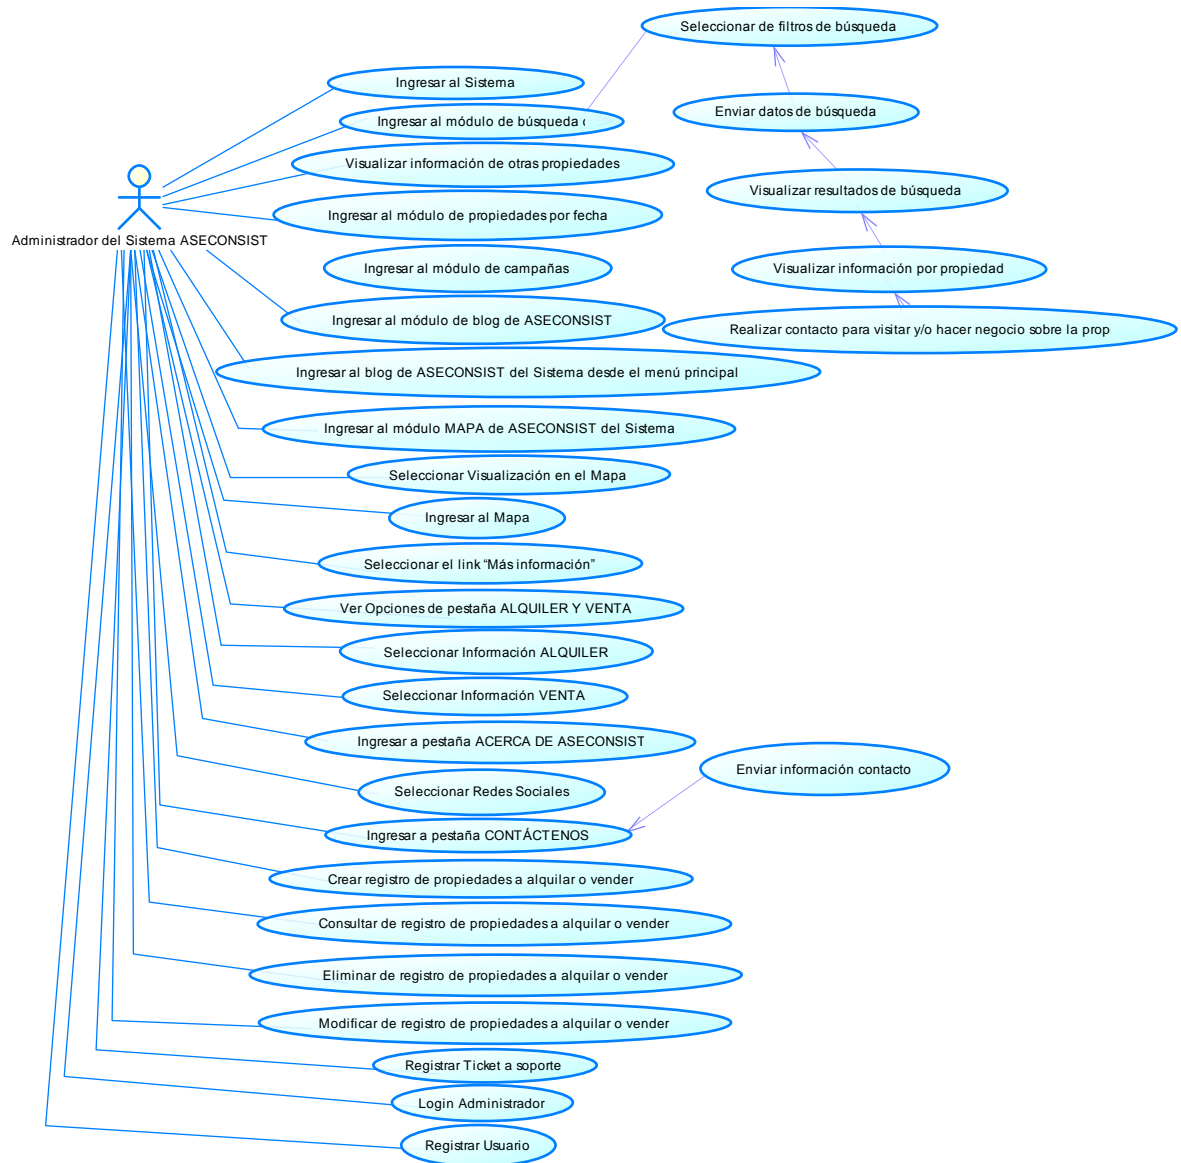 Seleccionar de filtros de búsqueda
Ingresar al Sistema
Enviar datos de búsqueda
Ingresar al módulo de búsqueda
Visualizar información de otras propiedades
Visualizar resultados de búsqueda
Ingresar al módulo de propiedades por fecha
Administrador del Sistema ASECONSIST
Ingresar al módulo de campañas
Visualizar información por propiedad
Ingresar al módulo de blog de ASECONSIST
Realizar contacto para visitar y/o hacer negocio sobre la prop
Ingresar al blog de ASECONSIST del Sistema desde el menú principal
Ingresar al módulo MAPA de ASECONSIST del Sistema
Seleccionar Visualización en el Mapa
Ingresar al Mapa
Seleccionar el link “Más información”
Ver Opciones de pestaña ALQUILER Y VENTA
Seleccionar Información ALQUILER
Seleccionar Información VENTA
Ingresar a pestaña ACERCA DE ASECONSIST
Enviar información contacto
Seleccionar Redes Sociales
Ingresar a pestaña CONTÁCTENOS
Crear registro de propiedades a alquilar o vender
Consultar de registro de propiedades a alquilar o vender
Eliminar de registro de propiedades a alquilar o vender
Modificar de registro de propiedades a alquilar o vender
Registrar Ticket a soporte
Login Administrador
Registrar Usuario